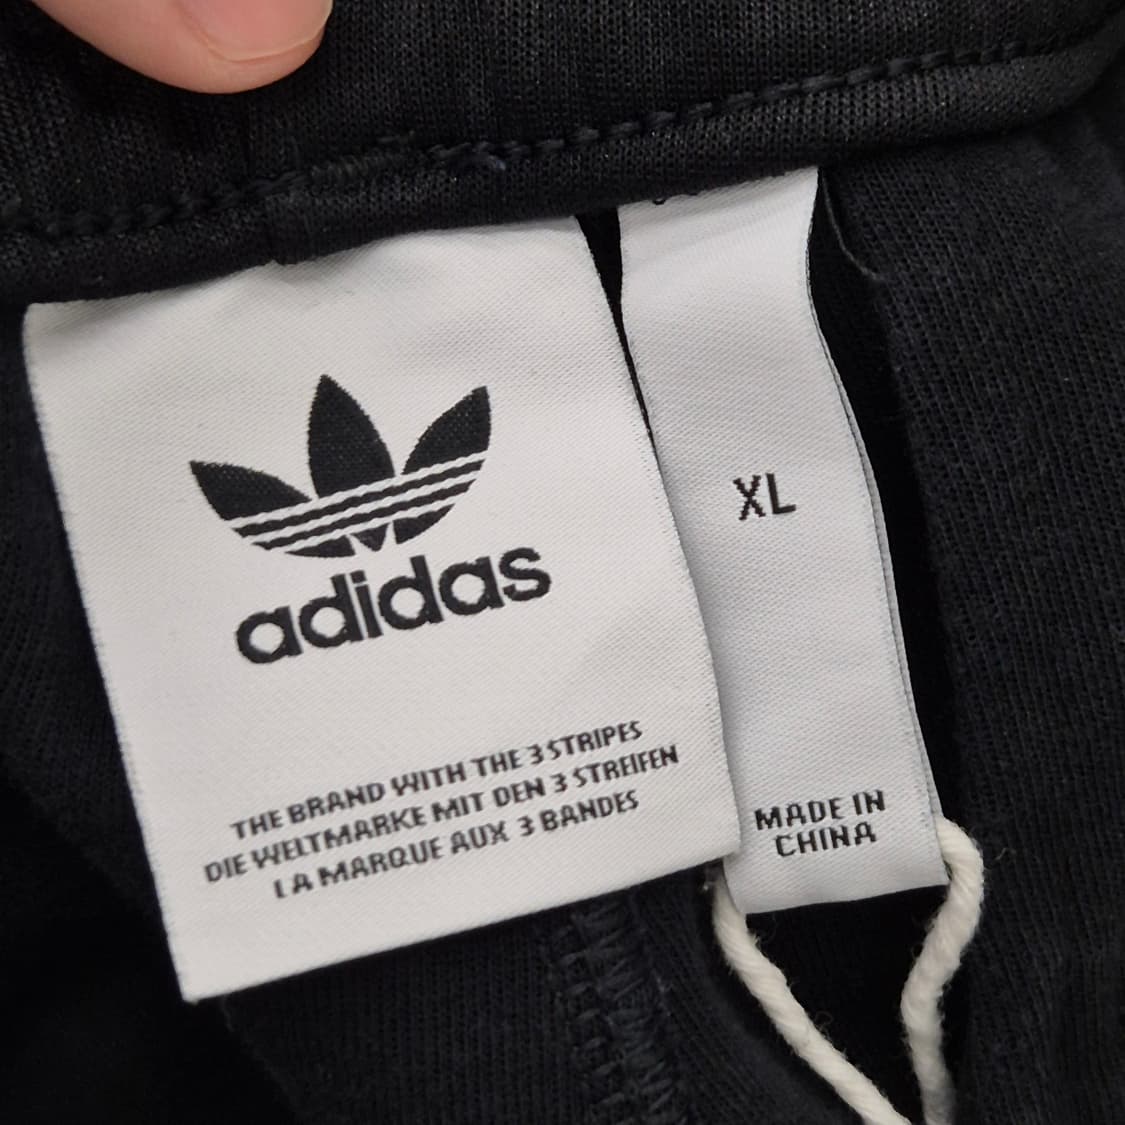 adidas
THE BRAND WITH THE 3 STRIPES
DIE WELTMARKE MIT DEN 3 STREIFEN
LA MARQUE AUX 3 BANDES
XL
MADE IN
CHINA